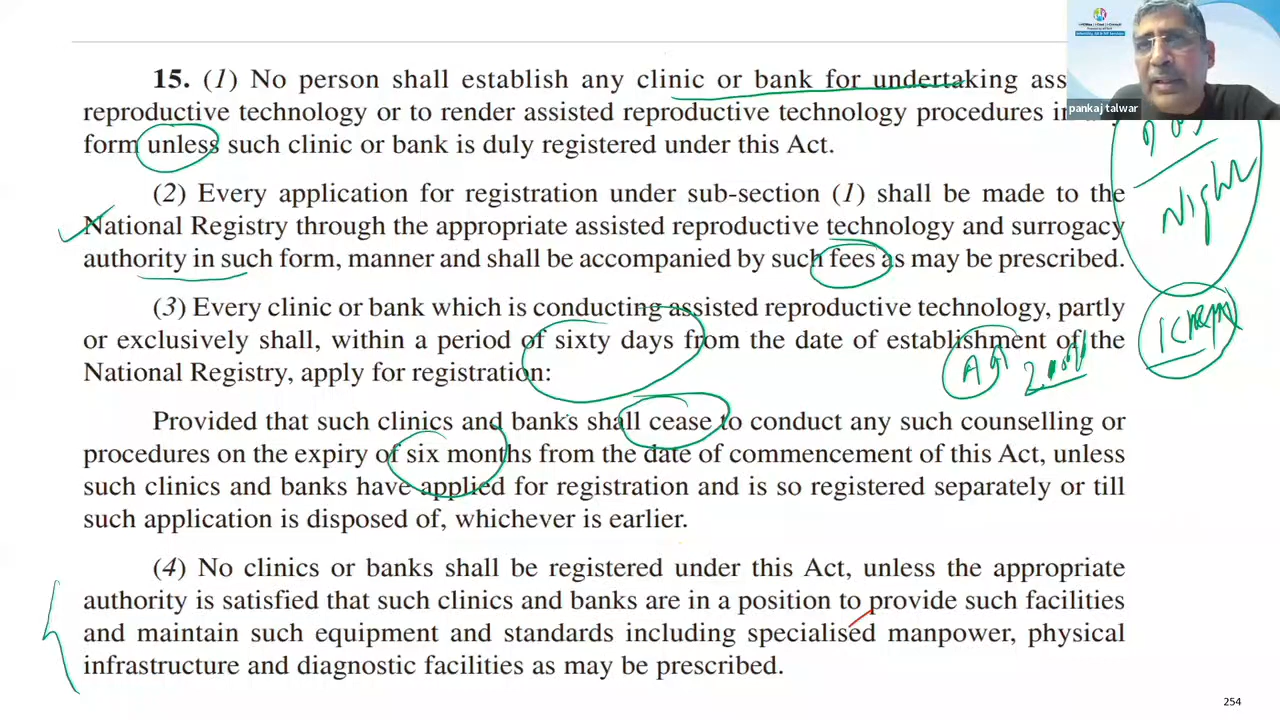 15. (1) No person shall establish any clinic or bank for undertaking
reproductive technology or to render assisted reproductive technology procedures
form unless such clinic or bank is duly registered under this Act.
(2) Every application for registration under sub-section (1) shall be made to the
National Registry through the appropriate assisted reproductive technology and surrogacy
authority in such form, manner and shall be accompanied by such fees as may be prescribed.
(3) Every clinic or bank which is conducting assisted reproductive technology, partly
or exclusively shall, within a period of sixty days from the date of establishment of the
National Registry, apply for registration:
Provided that such clinics and banks shall cease to conduct any such counselling or
procedures on the expiry of six months from the date of commencement of this Act, unless
such clinics and banks have applied for registration and is so registered separately or till
such application is disposed of, whichever is earlier.
(4) No clinics or banks shall be registered under this Act, unless the appropriate
authority is satisfied that such clinics and banks are in a position to provide such facilities
and maintain such equipment and standards including specialised manpower, physical
infrastructure and diagnostic facilities as may be prescribed.
pankaj talwar
Night
254